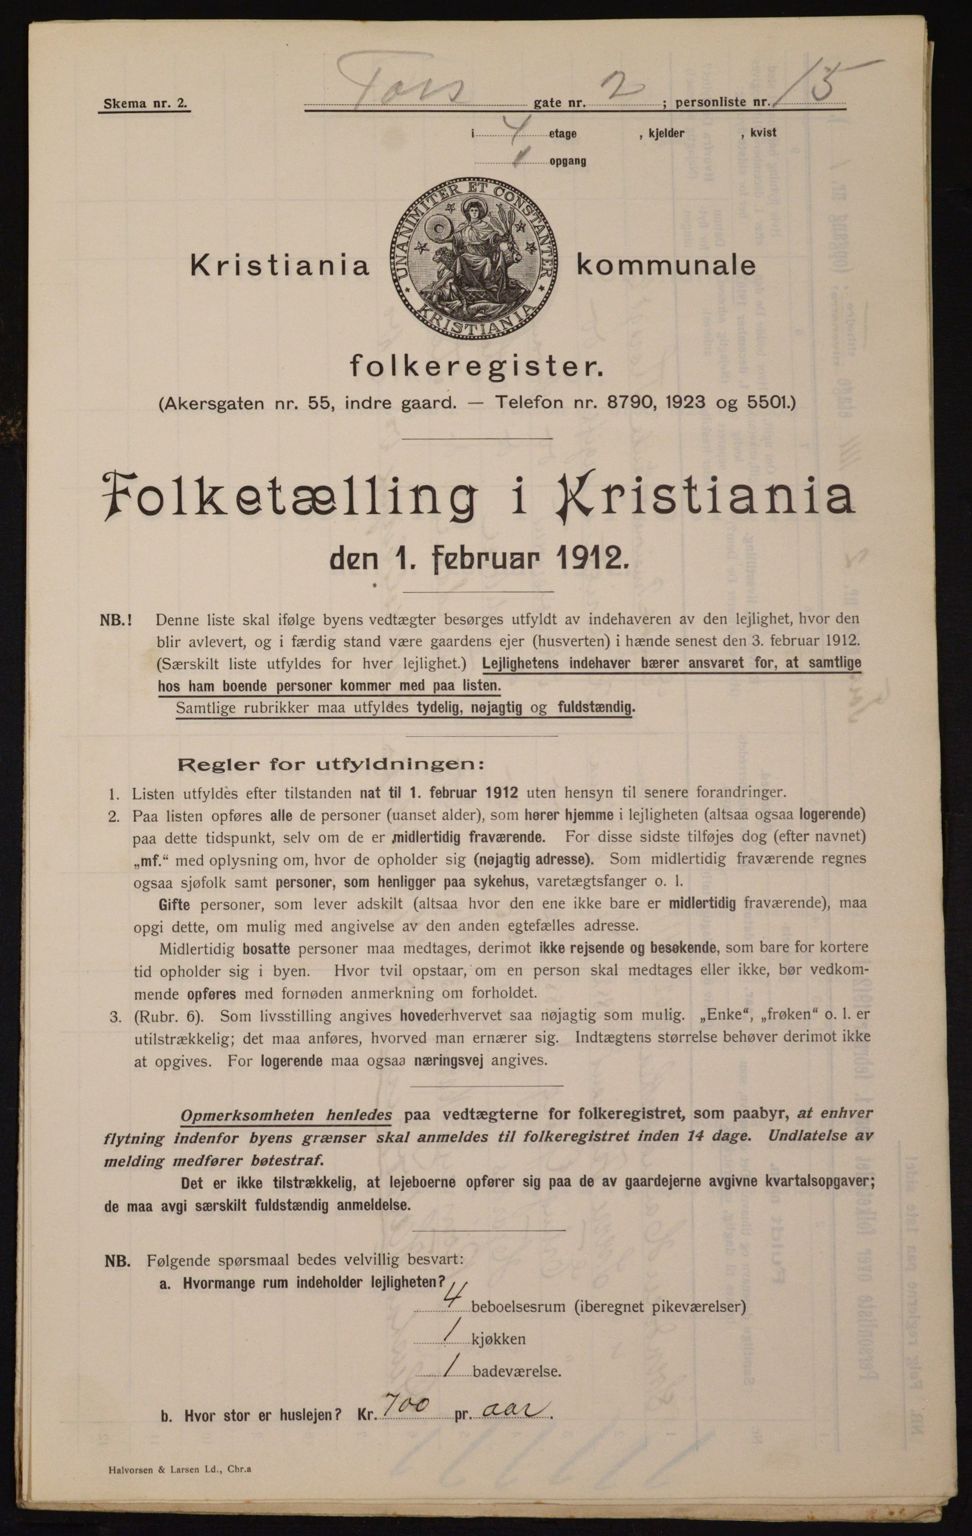 Skema nr. 2.
Tors gate nr. 2 ; personliste nr. 15
i 4 etage , kjelder , kvist
1 opgang
UNANIMITER ET CONSTANTER
KRISTIANIA
Kristiania kommunale
folkeregister.
(Akersgaten nr. 55, indre gaard. — Telefon nr. 8790, 1923 og 5501.)
Folketælling i Kristiania
den 1. februar 1912.
NB.! Denne liste skal ifølge byens vedtægter besørges utfyldt av indehaveren av den lejlighet, hvor den
blir avlevert, og i færdig stand være gaardens ejer (husverten) i hænde senest den 3. februar 1912.
(Særskilt liste utfyldes for hver lejlighet.) Lejlighetens indehaver bærer ansvaret for, at samtlige
hos ham boende personer kommer med paa listen.
Samtlige rubrikker maa utfyldes tydelig, nøjagtig og fuldstændig.
Regler for utfyldningen:
1. Listen utfyldes efter tilstanden nat til 1. februar 1912 uten hensyn til senere forandringer.
2. Paa listen opføres alle de personer (uanset alder), som hører hjemme i lejligheten (altsaa ogsaa logerende)
paa dette tidspunkt, selv om de er midlertidig fraværende. For disse sidste tilføjes dog (efter navnet)
„mf.“ med oplysning om, hvor de opholder sig (nøjagtig adresse). Som midlertidig fraværende regnes
ogsaa sjøfolk samt personer, som henligger paa sykehus, varetægtsfanger o. l.
Gifte personer, som lever adskilt (altsaa hvor den ene ikke bare er midlertidig fraværende), maa
opgi dette, om mulig med angivelse av den anden egtefælles adresse.
Midlertidig bosatte personer maa medtages, derimot ikke rejsende og besøkende, som bare for kortere
tid opholder sig i byen. Hvor tvil opstaar, om en person skal medtages eller ikke, bør vedkom-
mende opføres med fornøden anmerkning om forholdet.
3. (Rubr. 6). Som livsstilling angives hovederhvervet saa nøjagtig som mulig. „Enke“, „frøken“ o. l. er
utilstrækkelig; det maa anføres, hvorved man ernærer sig. Indtægtens størrelse behøver derimot ikke
at opgives. For logerende maa ogsaa næringsvej angives.
Opmerksomheten henledes paa vedtægterne for folkeregistret, som paabyr, at enhver
flytning indenfor byens grænser skal anmeldes til folkeregistret inden 14 dage. Undlatelse av
melding medfører bøtestraf.
Det er ikke tilstrækkelig, at lejeboerne opfører sig paa de av gaardejerne avgivne kvartalsopgaver;
de maa avgi særskilt fuldstændig anmeldelse.
NB. Følgende spørsmaal bedes velvillig besvart:
a. Hvormange rum indeholder lejligheten?
4 beboelsesrum (iberegnet pikeværelser)
1 kjøkken
1 badeværelse.
b. Hvor stor er huslejen? Kr. 700 pr. aar.
Halvorsen & Larsen Ld., Chr.a